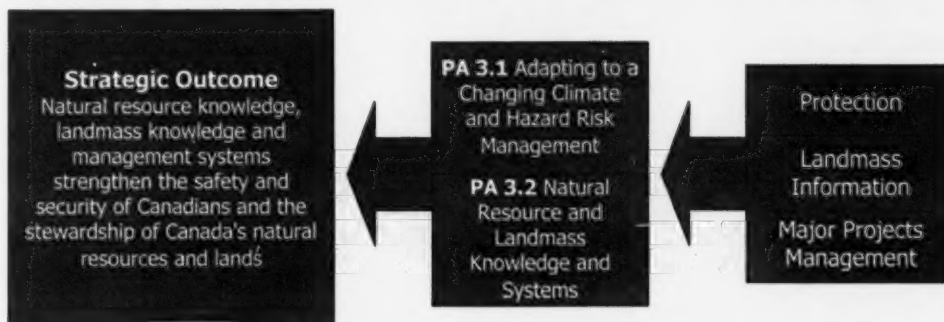 Strategic Outcome
Natural resource knowledge,
landmass knowledge and
management systems
strengthen the safety and
security of Canadians and the
stewardship of Canada's natural
resources and lands
PA 3.1 Adapting to a
Changing Climate
and Hazard Risk
Management
PA 3.2 Natural
Resource and
Landmass
Knowledge and
Systems
Protection
Landmass
Information
Major Projects
Management